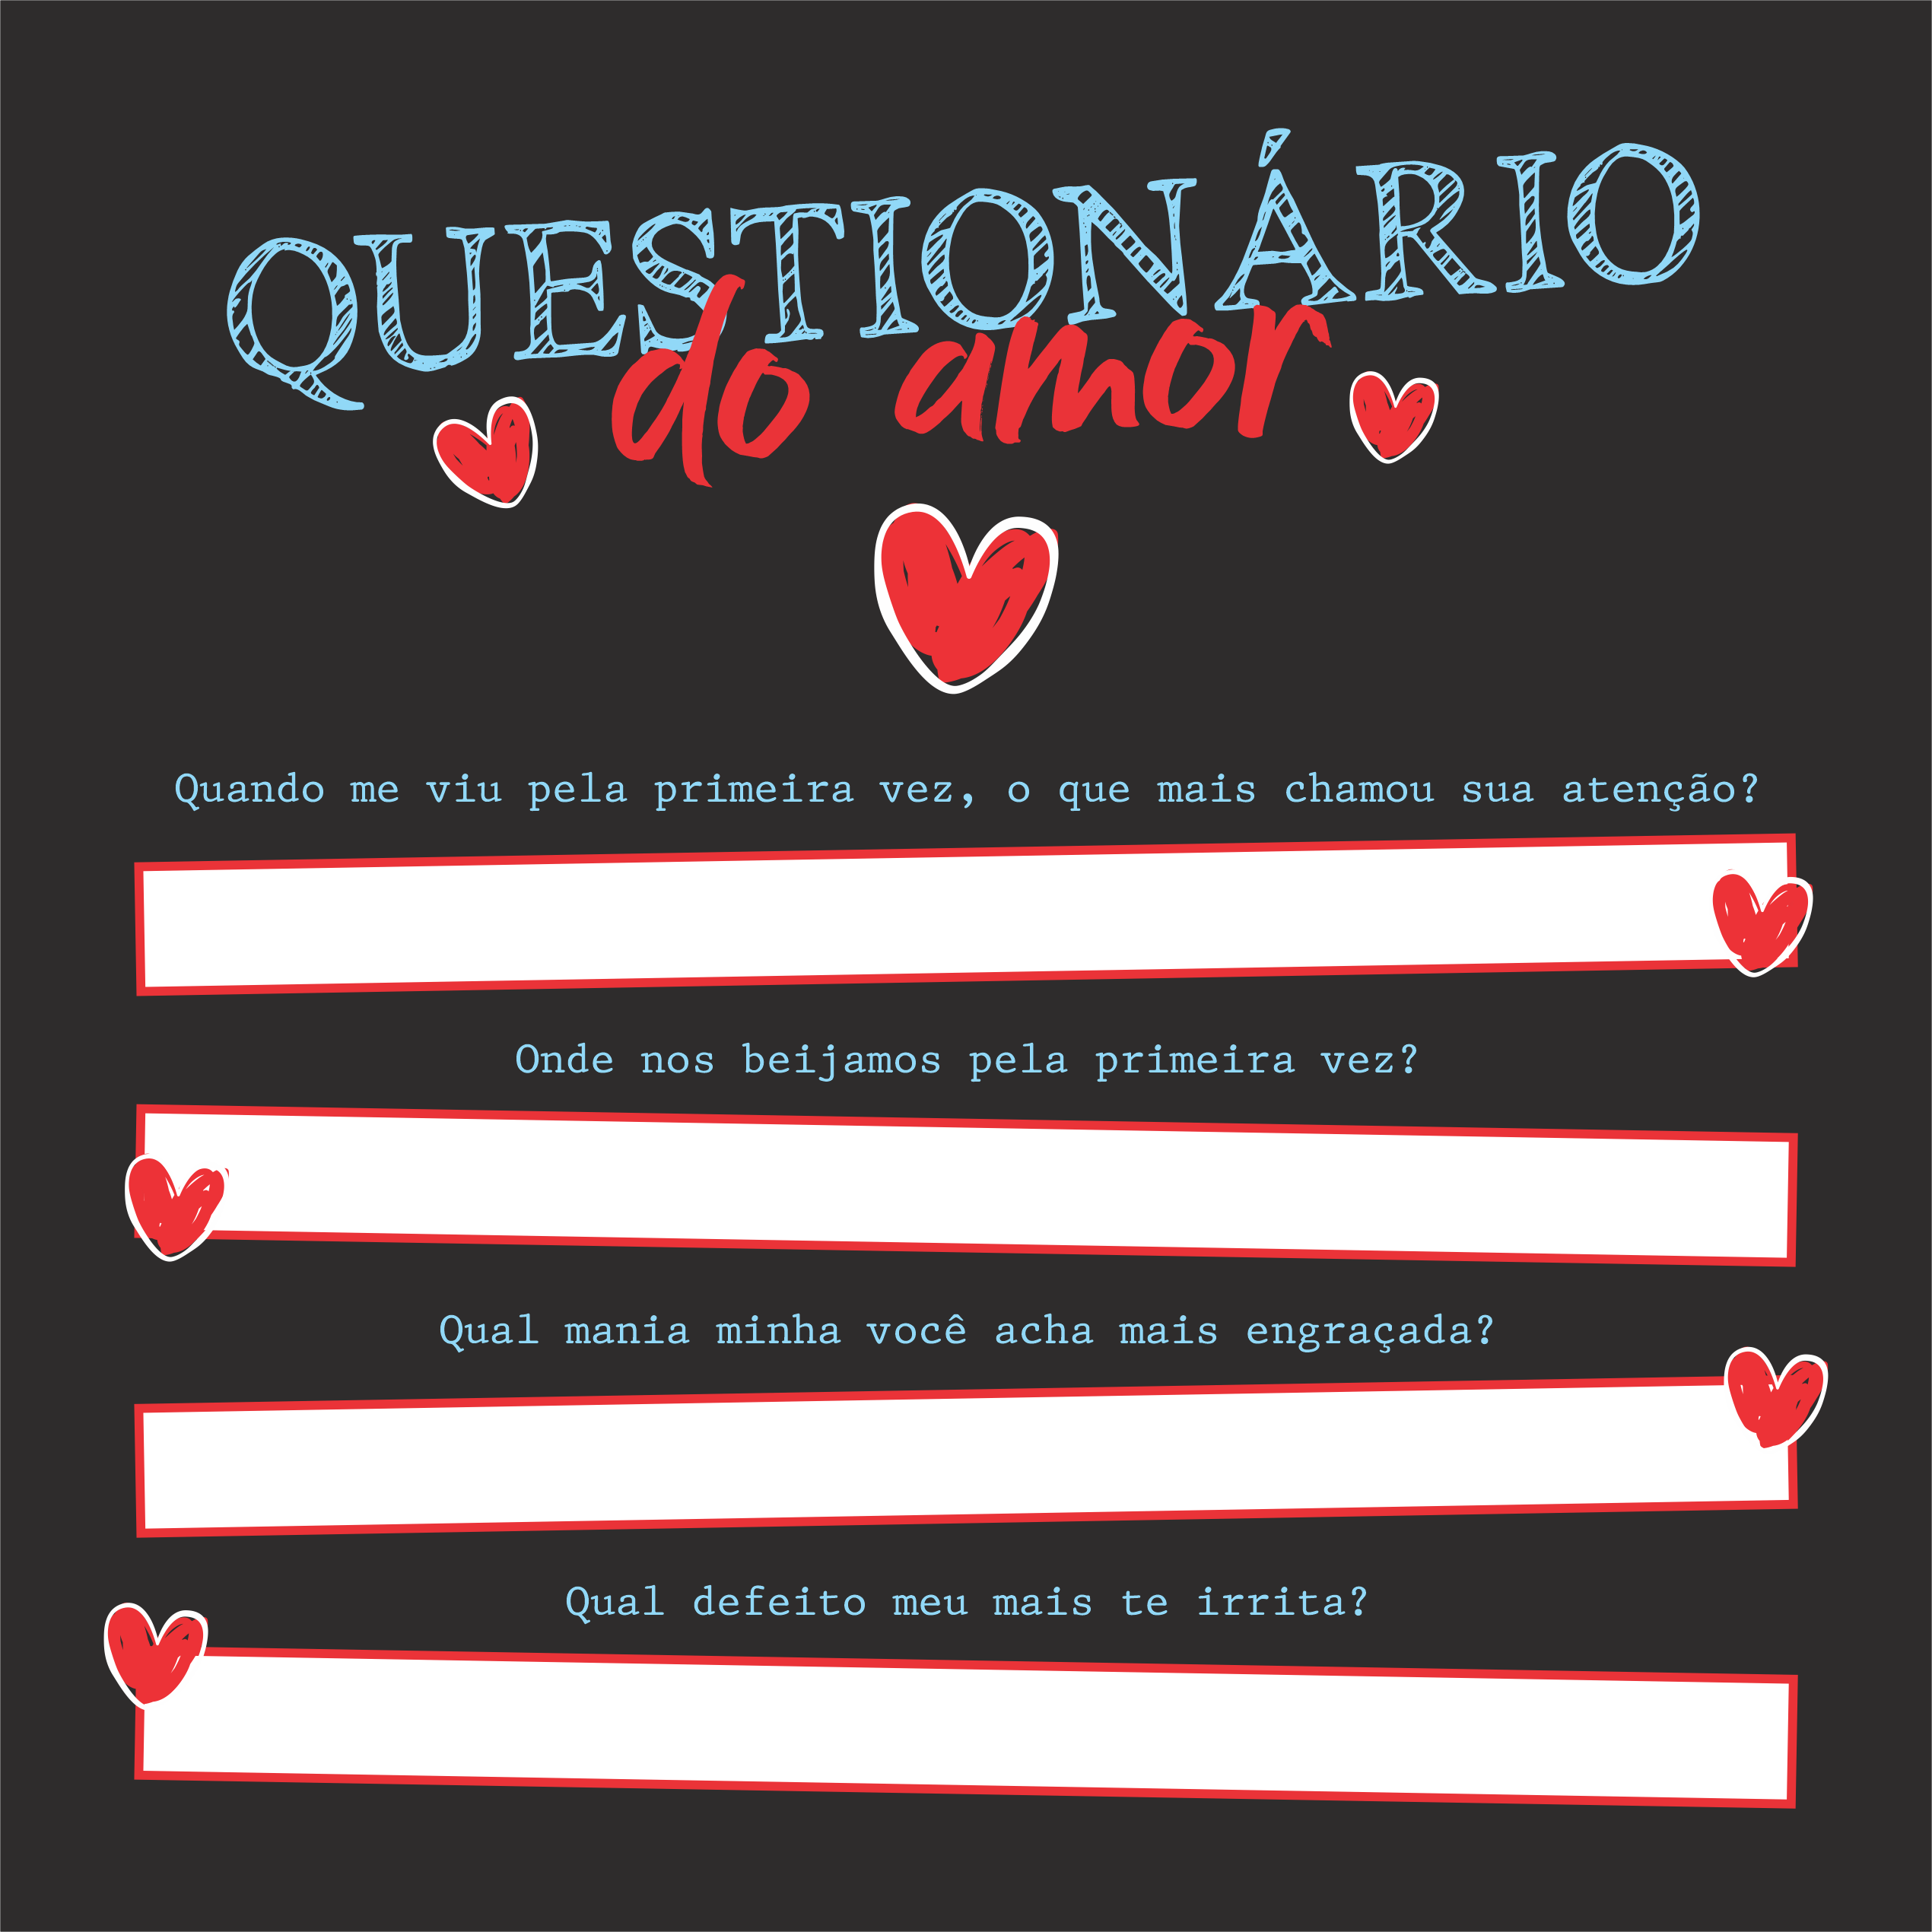 QUESTIONÁRIO
do amor
Quando me viu pela primeira vez, o que mais chamou sua atenção?
Onde nos beijamos pela primeira vez?
Qual mania minha você acha mais engraçada?
Qual defeito meu mais te irrita?